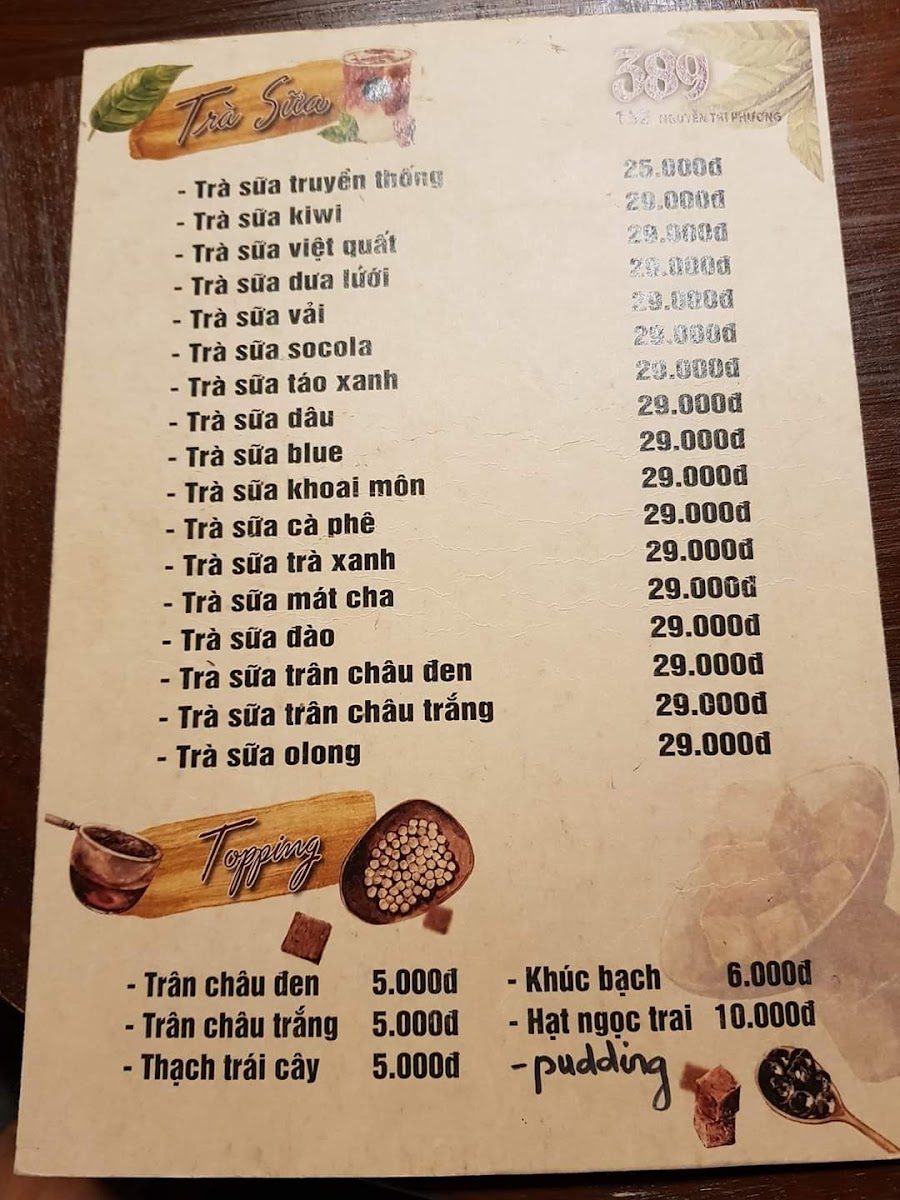 Trà Sữa
389
NGUYỄN TRI PHƯƠNG
- Trà sữa truyền thống 25.000đ
- Trà sữa kiwi 29.000đ
- Trà sữa việt quất 29.000đ
- Trà sữa dưa lưới 29.000đ
- Trà sữa vải 29.000đ
- Trà sữa socola 29.000đ
- Trà sữa táo xanh 29.000đ
- Trà sữa dâu 29.000đ
- Trà sữa blue 29.000đ
- Trà sữa khoai môn 29.000đ
- Trà sữa cà phê 29.000đ
- Trà sữa trà xanh 29.000đ
- Trà sữa mát cha 29.000đ
- Trà sữa đào 29.000đ
- Trà sữa trân châu đen 29.000đ
- Trà sữa trân châu trắng 29.000đ
- Trà sữa olong 29.000đ
Topping
- Trân châu đen 5.000đ
- Trân châu trắng 5.000đ
- Thạch trái cây 5.000đ
- Khúc bạch 6.000đ
- Hạt ngọc trai 10.000đ
- pudding